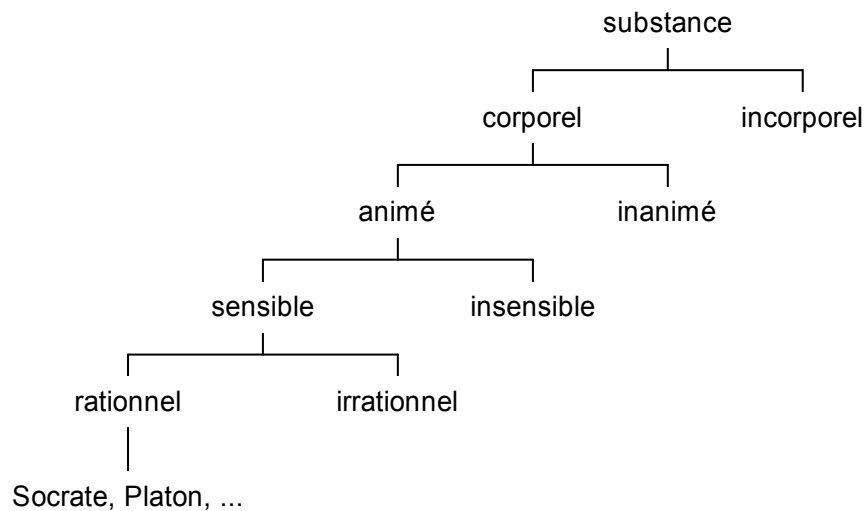 substance
corporel incorporel
animé inanimé
sensible insensible
rationnel irrationnel
Socrate, Platon, ...